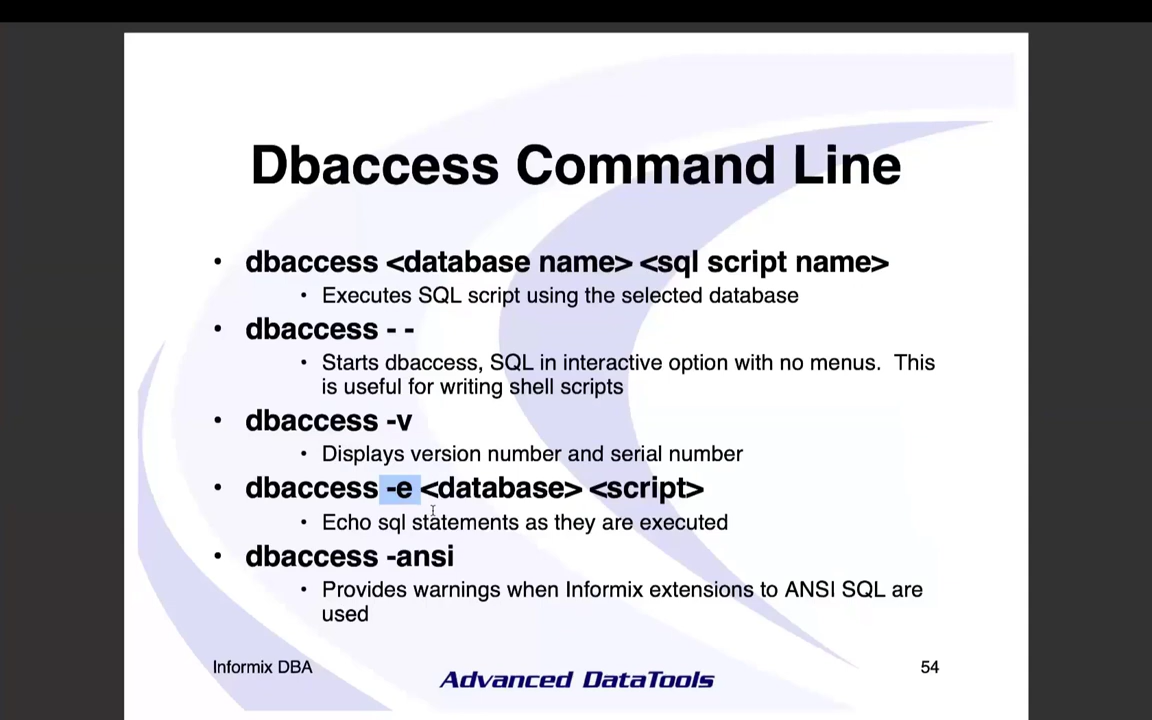 Dbaccess Command Line
• dbaccess <database name> <sql script name>
• Executes SQL script using the selected database
• dbaccess - -
• Starts dbaccess, SQL in interactive option with no menus. This
is useful for writing shell scripts
• dbaccess -v
• Displays version number and serial number
• dbaccess -e <database> <script>
• Echo sql statements as they are executed
• dbaccess -ansi
• Provides warnings when Informix extensions to ANSI SQL are
used
Informix DBA
Advanced DataTools
54